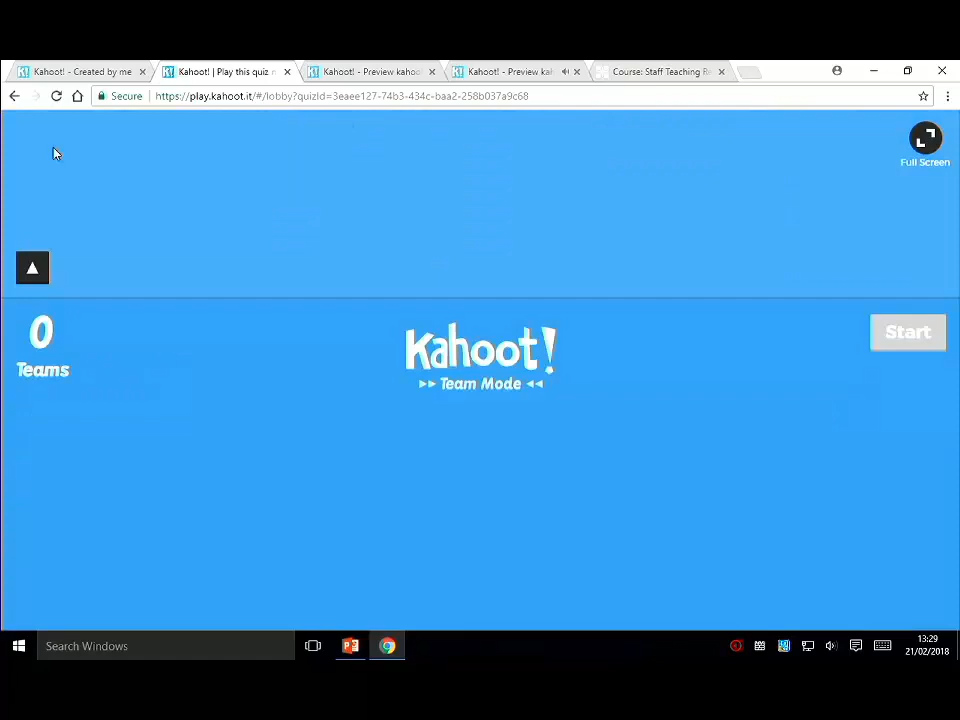 Kahoot! - Created by me
Kahoot! | Play this quiz n
Kahoot! - Preview kahoo
Kahoot! - Preview kah
Course: Staff Teaching Re
Secure
https://play.kahoot.it/#/lobby?quizId=3eaee127-74b3-434c-baa2-258b037a9c68
Full Screen
0
Teams
Kahoot!
Team Mode
Start
Search Windows
13:29
21/02/2018